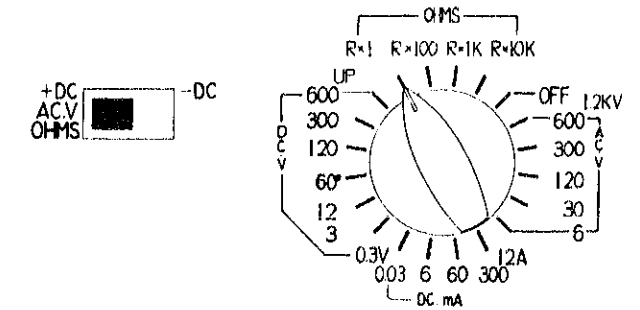 OHMS
R×1 R×100 R×1K R×10K
+DC
AC.V
OHMS
-DC
UP
600
300
120
60
12
3
0.3V
DCV
0.03 6 60 300
DC. mA
12A
OFF
1.2KV
600
300
120
30
6
ACV